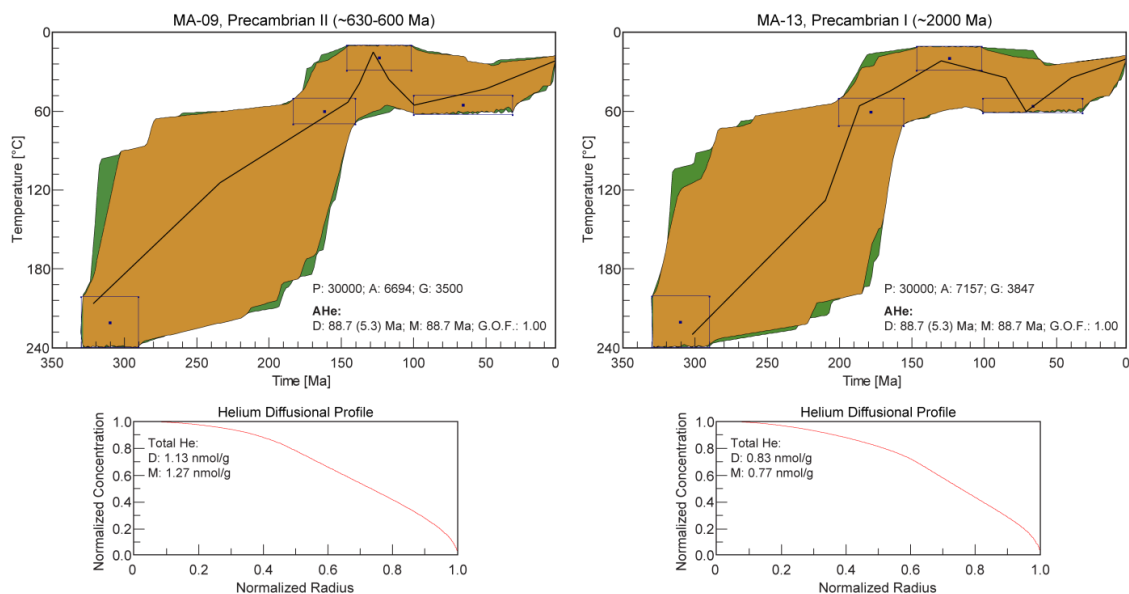 MA-09, Precambrian II (~630-600 Ma)
0
60
120
180
240
Temperature [°C]
P: 30000; A: 6694; G: 3500
AHe:
D: 88.7 (5.3) Ma; M: 88.7 Ma; G.O.F.: 1.00
350 300 250 200 150 100 50 0
Time [Ma]
MA-13, Precambrian I (~2000 Ma)
0
60
120
180
240
Temperature [°C]
P: 30000; A: 7157; G: 3847
AHe:
D: 88.7 (5.3) Ma; M: 88.7 Ma; G.O.F.: 1.00
350 300 250 200 150 100 50 0
Time [Ma]
Helium Diffusional Profile
1.0
0.8
0.6
0.4
0.2
0.0
Normalized Concentration
Total He:
D: 1.13 nmol/g
M: 1.27 nmol/g
0 0.2 0.4 0.6 0.8 1.0
Normalized Radius
Helium Diffusional Profile
1.0
0.8
0.6
0.4
0.2
0.0
Normalized Concentration
Total He:
D: 0.83 nmol/g
M: 0.77 nmol/g
0 0.2 0.4 0.6 0.8 1.0
Normalized Radius